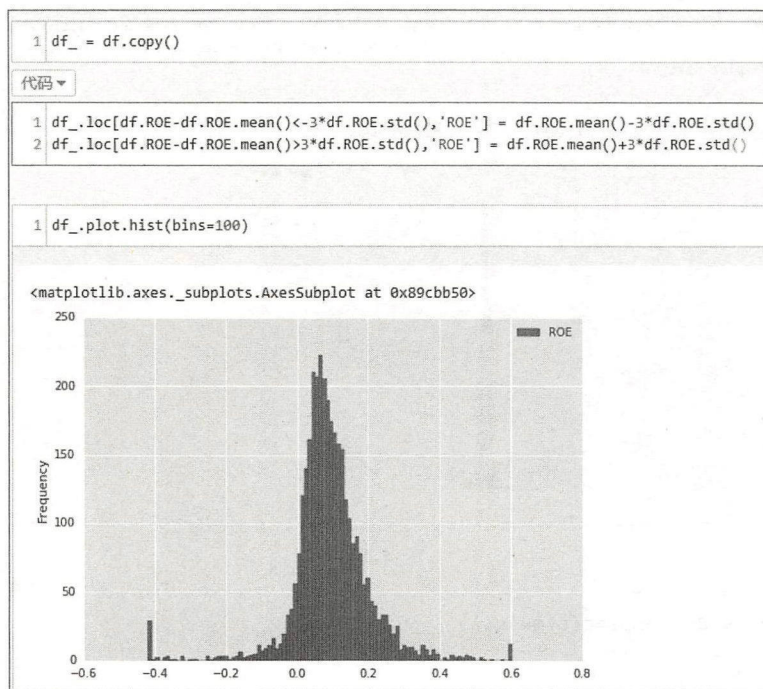 1 df_ = df.copy()
代码
1 df_.loc[df.ROE-df.ROE.mean()<-3*df.ROE.std(),'ROE'] = df.ROE.mean()-3*df.ROE.std()
2 df_.loc[df.ROE-df.ROE.mean()>3*df.ROE.std(),'ROE'] = df.ROE.mean()+3*df.ROE.std()
1 df_.plot.hist(bins=100)
<matplotlib.axes._subplots.AxesSubplot at 0x89cbb50>
250
ROE
200
150
Frequency
100
50
0
−0.6 −0.4 −0.2 0.0 0.2 0.4 0.6 0.8